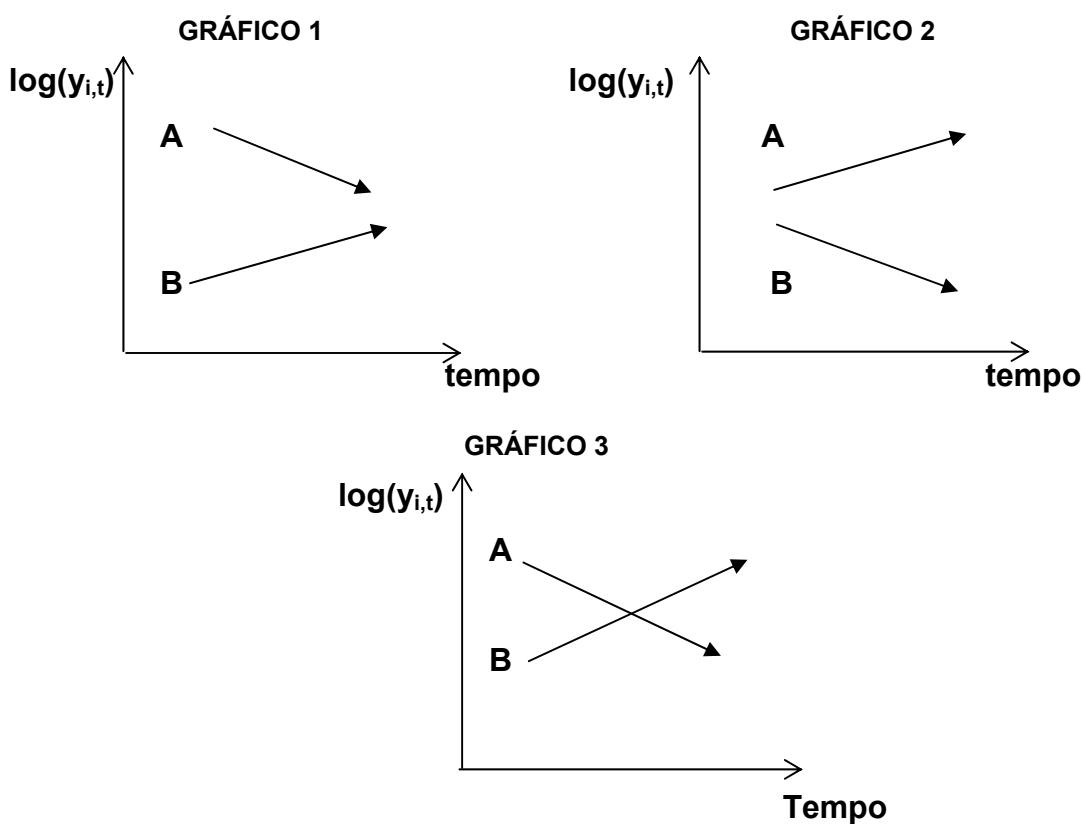 GRÁFICO 1
log(yi,t)
A
B
tempo
GRÁFICO 2
log(yi,t)
A
B
tempo
GRÁFICO 3
log(yi,t)
A
B
Tempo